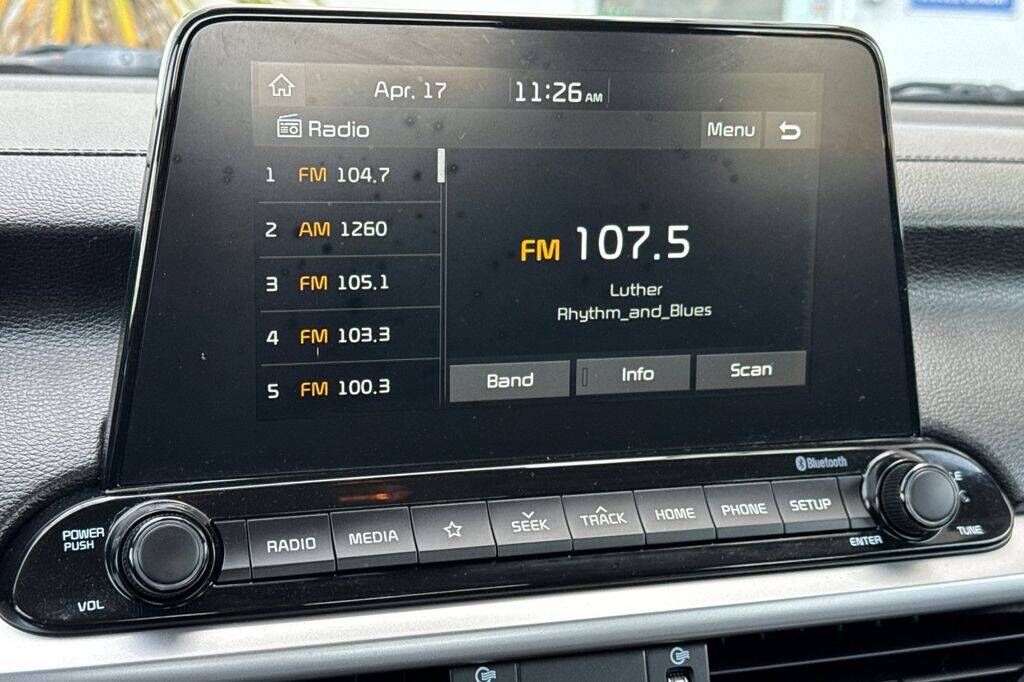 Apr. 17 11:26 AM
Radio Menu
1 FM 104.7
2 AM 1260
3 FM 105.1
4 FM 103.3
5 FM 100.3
FM 107.5
Luther
Rhythm_and_Blues
Band Info Scan
Bluetooth
POWER
PUSH
VOL
RADIO MEDIA SEEK TRACK HOME PHONE SETUP
ENTER
TUNE